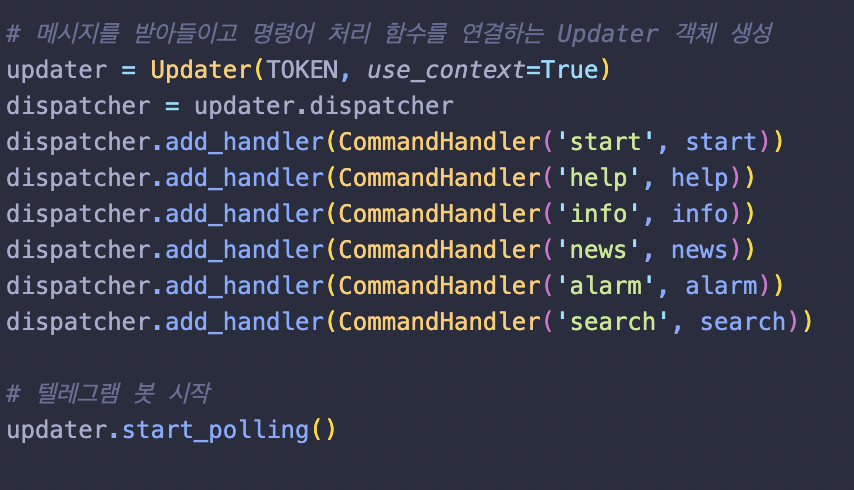 # 메시지를 받아들이고 명령어 처리 함수를 연결하는 Updater 객체 생성
updater = Updater(TOKEN, use_context=True)
dispatcher = updater.dispatcher
dispatcher.add_handler(CommandHandler('start', start))
dispatcher.add_handler(CommandHandler('help', help))
dispatcher.add_handler(CommandHandler('info', info))
dispatcher.add_handler(CommandHandler('news', news))
dispatcher.add_handler(CommandHandler('alarm', alarm))
dispatcher.add_handler(CommandHandler('search', search))
# 텔레그램 봇 시작
updater.start_polling()